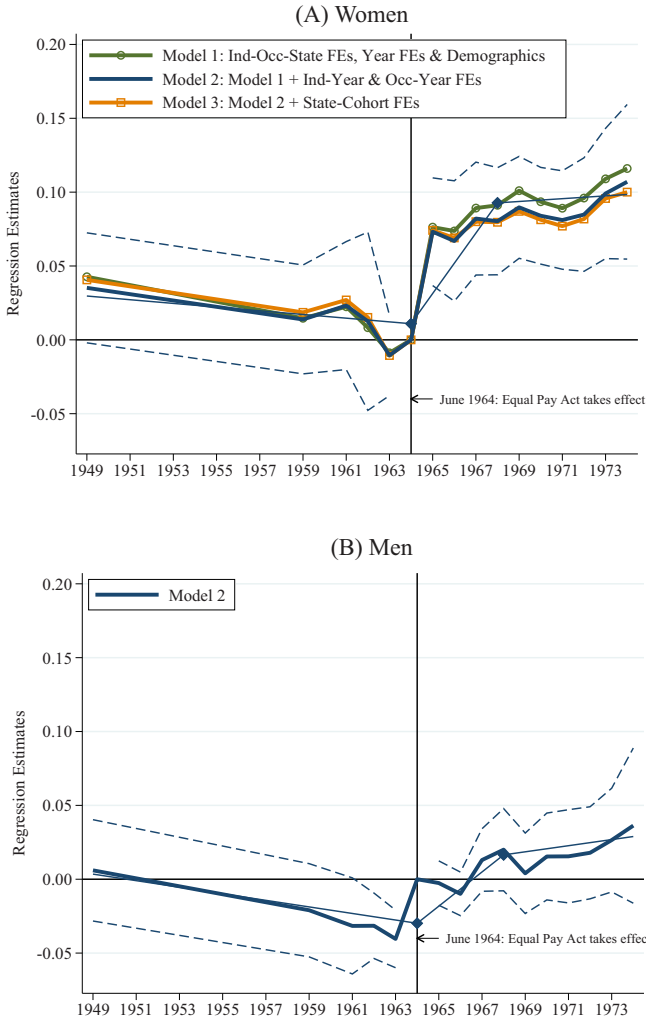 (A) Women
0.20
0.15
0.10
0.05
0.00
-0.05
Regression Estimates
Model 1: Ind-Occ-State FEs, Year FEs & Demographics
Model 2: Model 1 + Ind-Year & Occ-Year FEs
Model 3: Model 2 + State-Cohort FEs
June 1964: Equal Pay Act takes effect
1949 1951 1953 1955 1957 1959 1961 1963 1965 1967 1969 1971 1973
(B) Men
0.20
0.15
0.10
0.05
0.00
-0.05
Regression Estimates
Model 2
June 1964: Equal Pay Act takes effec
1949 1951 1953 1955 1957 1959 1961 1963 1965 1967 1969 1971 1973